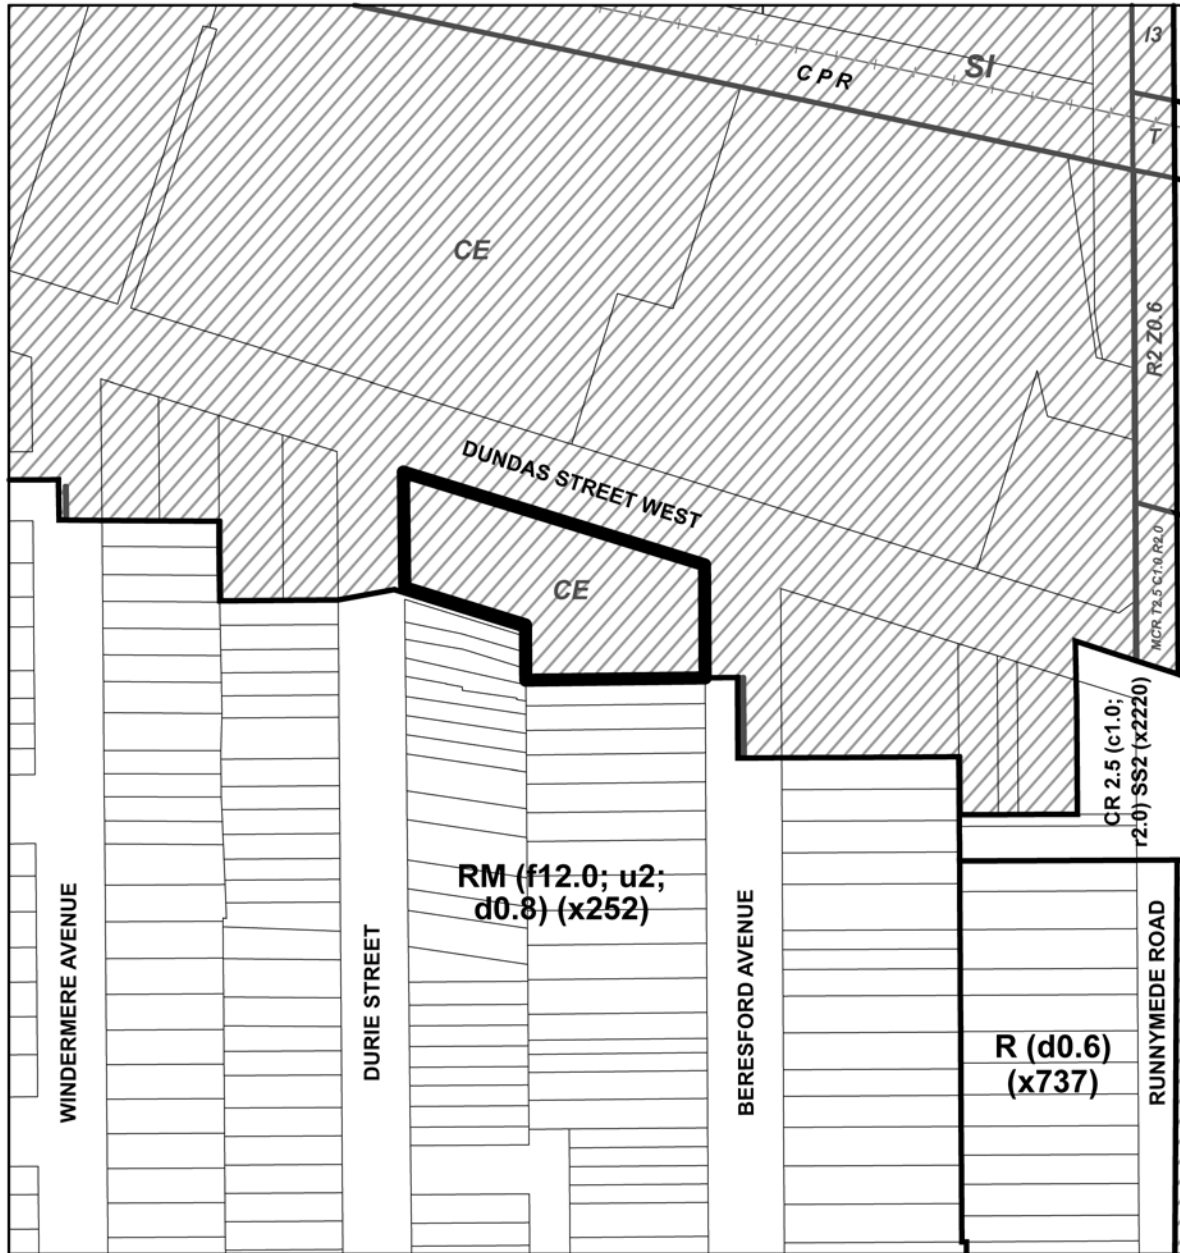 I3
SI
CPR
T
CE
R2 Z0.6
DUNDAS STREET WEST
CE
MCR T2.5 C1.0 R2.0
CR 2.5 (c1.0;
r2.0) SS2 (x2220)
RM (f12.0; u2;
d0.8) (x252)
WINDERMERE AVENUE
DURIE STREET
BERESFORD AVENUE
RUNNYMEDE ROAD
R (d0.6)
(x737)